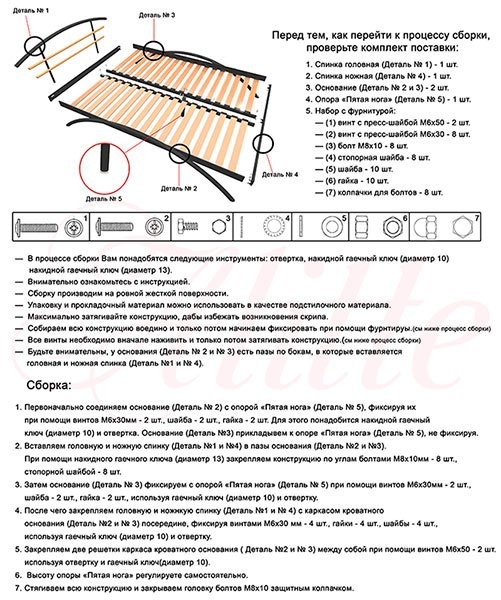 Деталь № 1
Деталь № 3
Перед тем, как перейти к процессу сборки,
проверьте комплект поставки:
1. Спинка головная (Деталь № 1) - 1 шт.
2. Спинка ножная (Деталь № 4) - 1 шт.
3. Основание (Деталь № 2 и 3) - 2 шт.
4. Опора «Пятая нога» (Деталь № 5) - 1 шт.
5. Набор с фурнитурой:
— (1) винт с пресс-шайбой М6х50 - 2 шт.
— (2) винт с пресс-шайбой М6х30 - 8 шт.
— (3) болт М8х10 - 8 шт.
— (4) стопорная шайба - 8 шт.
— (5) шайба - 10 шт.
— (6) гайка - 10 шт.
— (7) колпачки для болтов - 8 шт.
Деталь № 4
Деталь № 2
Деталь № 5
1 2 3 4 5 6 7
— В процессе сборки Вам понадобятся следующие инструменты: отвертка, накидной гаечный ключ (диаметр 10)
накидной гаечный ключ (диаметр 13).
— Внимательно ознакомьтесь с инструкцией.
— Сборку производим на ровной жесткой поверхности.
— Упаковку и прокладочный материал можно использовать в качестве подстилочного материала.
— Максимально затягивайте конструкцию, дабы избежать возникновения скрипа.
— Собираем всю конструкцию воедино и только потом начинаем фиксировать при помощи фурнтиры.(см ниже процесс сборки)
— Все винты необходимо вначале наживить и только потом затягивать конструкцию.(см ниже процесс сборки)
— Будьте внимательны, у основания (Деталь № 2 и № 3) есть пазы по бокам, в которые вставляется
головная и ножная спинка (Деталь №1 и № 4).
Mille
Сборка:
1. Первоначально соединяем основание (Деталь № 2) с опорой «Пятая нога» (Деталь № 5), фиксируя их
при помощи винтов М6х30мм - 2 шт., шайба - 2 шт., гайка - 2 шт. Для этого понадобится накидной гаечный
ключ (диаметр 10) и отвертка. Основание (Деталь №3) прикладывем к опоре «Пятая нога» (Деталь № 5), не фиксируя.
2. Вставляем головную и ножную спинку (Деталь №1 и №4) в пазы основания (Деталь №2 и №3).
При помощи накидного гаечного ключа (диаметр 13) закрепляем конструкцию по углам болтами М8х10мм - 8 шт.,
стопорной шайбой - 8 шт.
3. Затем основание (Деталь № 3) фиксируем с опорой «Пятая нога» (Деталь № 5) при помощи винтов М6х30мм - 2 шт.,
шайба - 2 шт., гайка - 2 шт., используя гаечный ключ (диаметр 10) и отвертку.
4. После чего закрепляем головную и ножнкую спинку (Деталь №1 и № 4) с каркасом кроватного
основания (Деталь №2 и № 3) посередине, фиксируя винтами М6х30 мм - 4 шт., гайки - 4 шт., шайбы - 4 шт.,
используя гаечный ключ (диаметр 10) и отвертку.
5. Закрепляем две решетки каркаса кроватного основания ( Деталь №2 и № 3) между собой при помощи винтов М6х50 - 2 шт.
используя отвертку и гаечный ключ(диаметр 10).
6. Высоту опоры «Пятая нога» регулируете самостоятельно.
7. Стягиваем всю конструкцию и закрываем головку болтов М8х10 защитным колпачком.